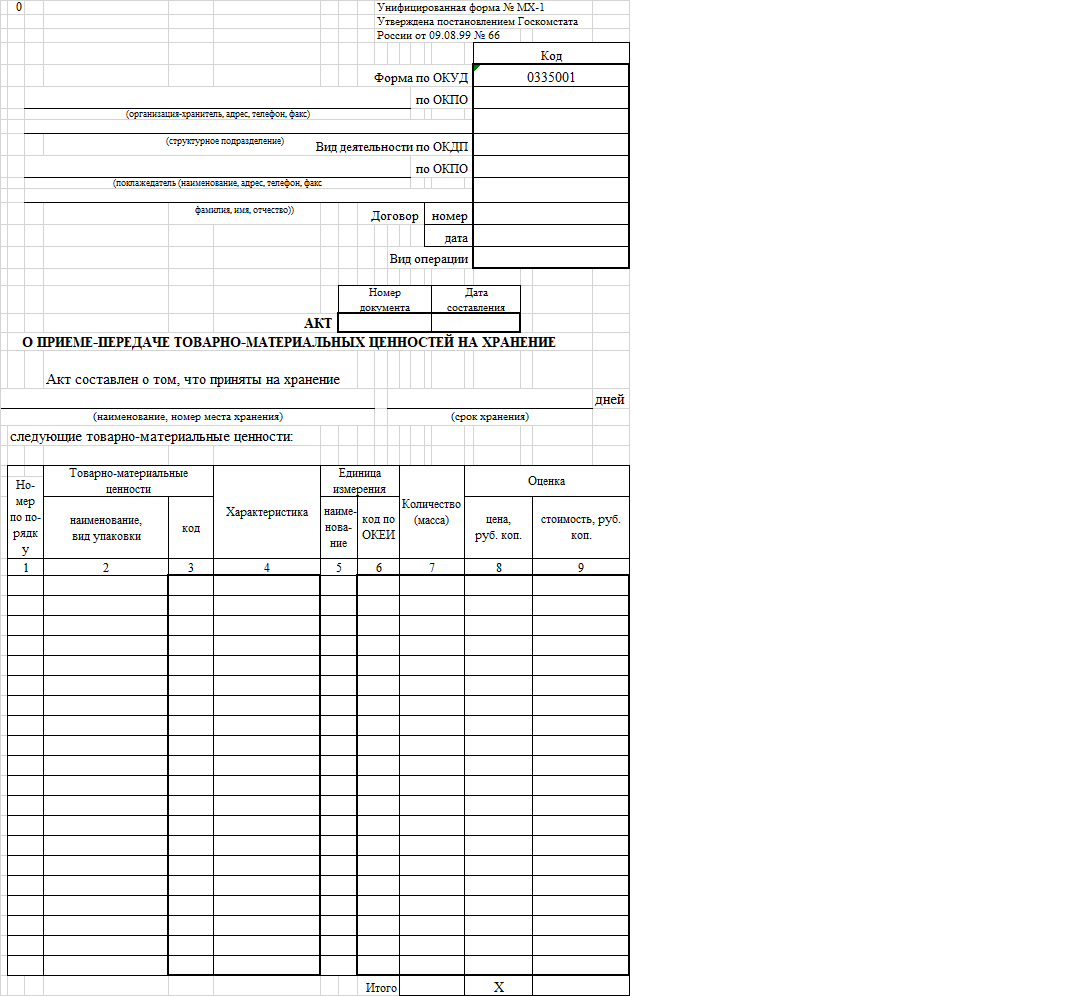 0
Унифицированная форма № МХ-1
Утверждена постановлением Госкомстата
России от 09.08.99 № 66
Код
Форма по ОКУД 0335001
по ОКПО
(организация-хранитель, адрес, телефон, факс)
(структурное подразделение)
Вид деятельности по ОКДП
по ОКПО
(поклажедатель (наименование, адрес, телефон, факс
фамилия, имя, отчество))
Договор номер
дата
Вид операции
Номер документа
Дата составления
АКТ
О ПРИЕМЕ-ПЕРЕДАЧЕ ТОВАРНО-МАТЕРИАЛЬНЫХ ЦЕННОСТЕЙ НА ХРАНЕНИЕ
Акт составлен о том, что приняты на хранение
дней
(наименование, номер места хранения) (срок хранения)
следующие товарно-материальные ценности:
Но-
мер
по по-
рядк
у
Товарно-материальные
ценности
наименование,
вид упаковки
код
Характеристика
Единица
измерения
наиме-
нова-
ние
код по
ОКЕИ
Количество
(масса)
Оценка
цена,
руб. коп.
стоимость, руб.
коп.
1 2 3 4 5 6 7 8 9
Итого Х